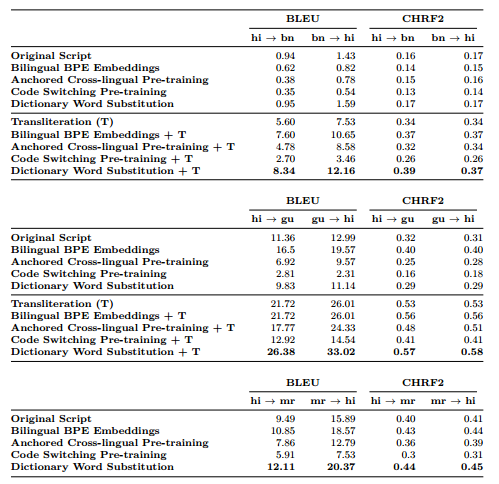 BLEU CHRF2
hi → bn bn → hi hi → bn bn → hi
Original Script 0.94 1.43 0.16 0.17
Bilingual BPE Embeddings 0.62 0.82 0.14 0.15
Anchored Cross-lingual Pre-training 0.38 0.78 0.15 0.16
Code Switching Pre-training 0.35 0.54 0.13 0.14
Dictionary Word Substitution 0.95 1.59 0.17 0.17
Transliteration (T) 5.60 7.53 0.34 0.34
Bilingual BPE Embeddings + T 7.60 10.65 0.37 0.37
Anchored Cross-lingual Pre-training + T 4.78 8.58 0.32 0.34
Code Switching Pre-training + T 2.70 3.46 0.26 0.26
Dictionary Word Substitution + T 8.34 12.16 0.39 0.37
BLEU CHRF2
hi → gu gu → hi hi → gu gu → hi
Original Script 11.36 12.99 0.32 0.31
Bilingual BPE Embeddings 16.5 19.57 0.40 0.40
Anchored Cross-lingual Pre-training 6.92 9.57 0.25 0.28
Code Switching Pre-training 2.81 2.31 0.16 0.18
Dictionary Word Substitution 9.83 11.14 0.29 0.29
Transliteration (T) 21.72 26.01 0.53 0.53
Bilingual BPE Embeddings + T 21.72 26.01 0.56 0.56
Anchored Cross-lingual Pre-training + T 17.77 24.33 0.48 0.51
Code Switching Pre-training + T 12.92 14.54 0.41 0.41
Dictionary Word Substitution + T 26.38 33.02 0.57 0.58
BLEU CHRF2
hi → mr mr → hi hi → mr mr → hi
Original Script 9.49 15.89 0.40 0.41
Bilingual BPE Embeddings 10.85 18.57 0.43 0.44
Anchored Cross-lingual Pre-training 7.86 12.79 0.36 0.39
Code Switching Pre-training 5.91 7.53 0.3 0.31
Dictionary Word Substitution 12.11 20.37 0.44 0.45